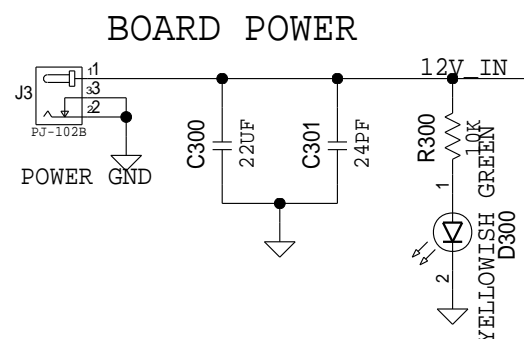 BOARD POWER
12V_IN
J3
1
1
3
3
2
2
PJ-102B
POWER GND
C300
22UF
C301
24PF
R300
10K
1
YELLOWISH GREEN
D300
2